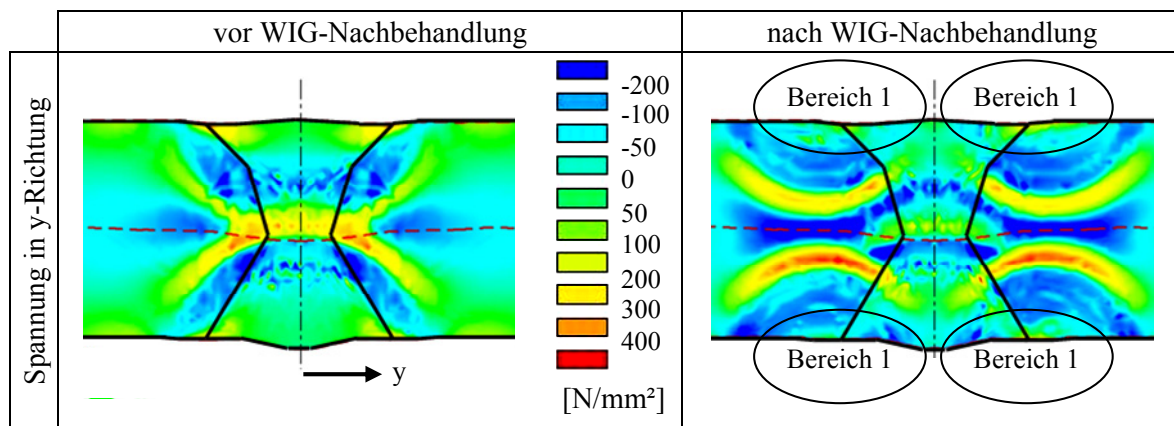 vor WIG-Nachbehandlung
nach WIG-Nachbehandlung
Spannung in y-Richtung
-200
-100
-50
0
50
100
200
300
400
[N/mm²]
y
Bereich 1
Bereich 1
Bereich 1
Bereich 1